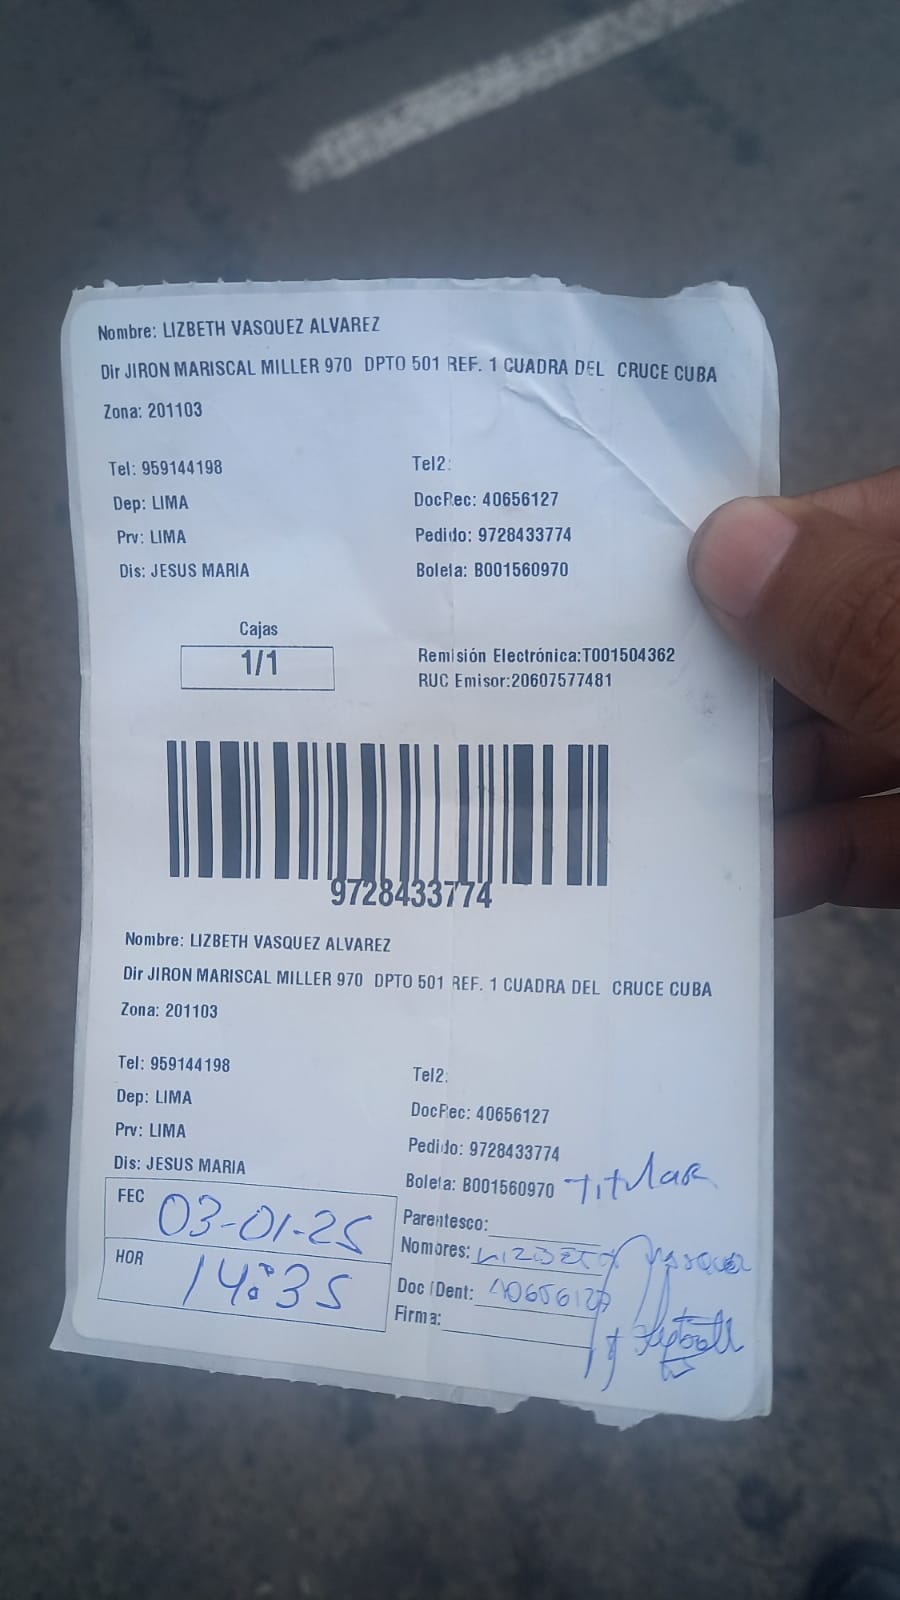 Nombre: LIZBETH VASQUEZ ALVAREZ
Dir JIRON MARISCAL MILLER 970 DPTO 501 REF. 1 CUADRA DEL CRUCE CUBA
Zona: 201103
Tel: 959144198 Tel2:
Dep: LIMA DocRec: 40656127
Prv: LIMA Pedido: 9728433774
Dis: JESUS MARIA Boleta: B001560970
Cajas
1/1
Remisión Electrónica:T001504362
RUC Emisor:20607577481
9728433774
Nombre: LIZBETH VASQUEZ ALVAREZ
Dir JIRON MARISCAL MILLER 970 DPTO 501 REF. 1 CUADRA DEL CRUCE CUBA
Zona: 201103
Tel: 959144198 Tel2:
Dep: LIMA DocRec: 40656127
Prv: LIMA Pedido: 9728433774
Dis: JESUS MARIA Boleta: B001560970 Titular
FEC 03-01-25
HOR 14:35
Parentesco:
Nombres: Lizbeth Vasquez
Doc Ident: 40656127
Firma: